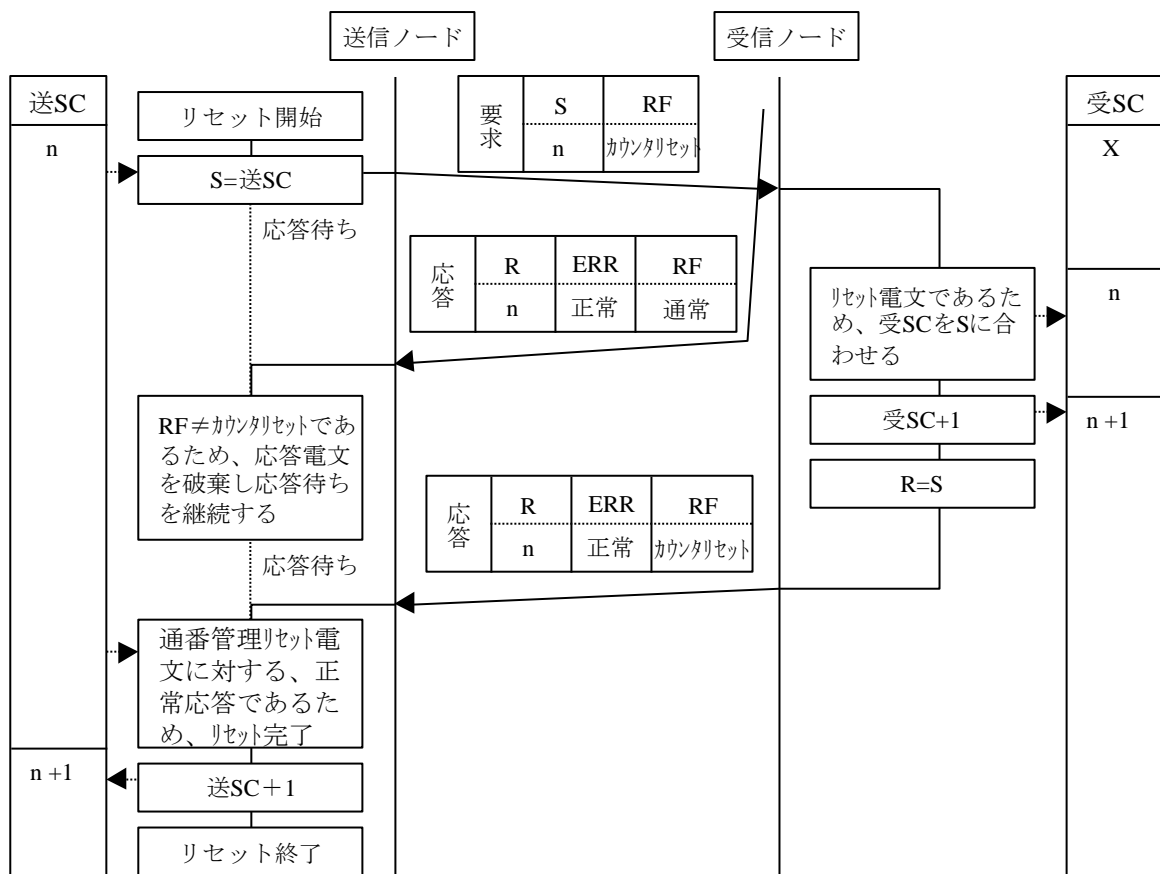 送信ノード
受信ノード
送SC
n
リセット開始
S=送SC
応答待ち
要求
S
RF
n
ｶｳﾝﾀﾘｾｯﾄ
受SC
X
応答
R
ERR
RF
n
正常
通常
ﾘｾｯﾄ電文であるた
め、受SCをSに合
わせる
n
RF≠ｶｳﾝﾀﾘｾｯﾄであ
るため、応答電文
を破棄し応答待ち
を継続する
受SC+1
n +1
R=S
応答待ち
応答
R
ERR
RF
n
正常
ｶｳﾝﾀﾘｾｯﾄ
通番管理ﾘｾｯﾄ電
文に対する、正
常応答であるた
め、ﾘｾｯﾄ完了
n +1
送SC＋1
リセット終了